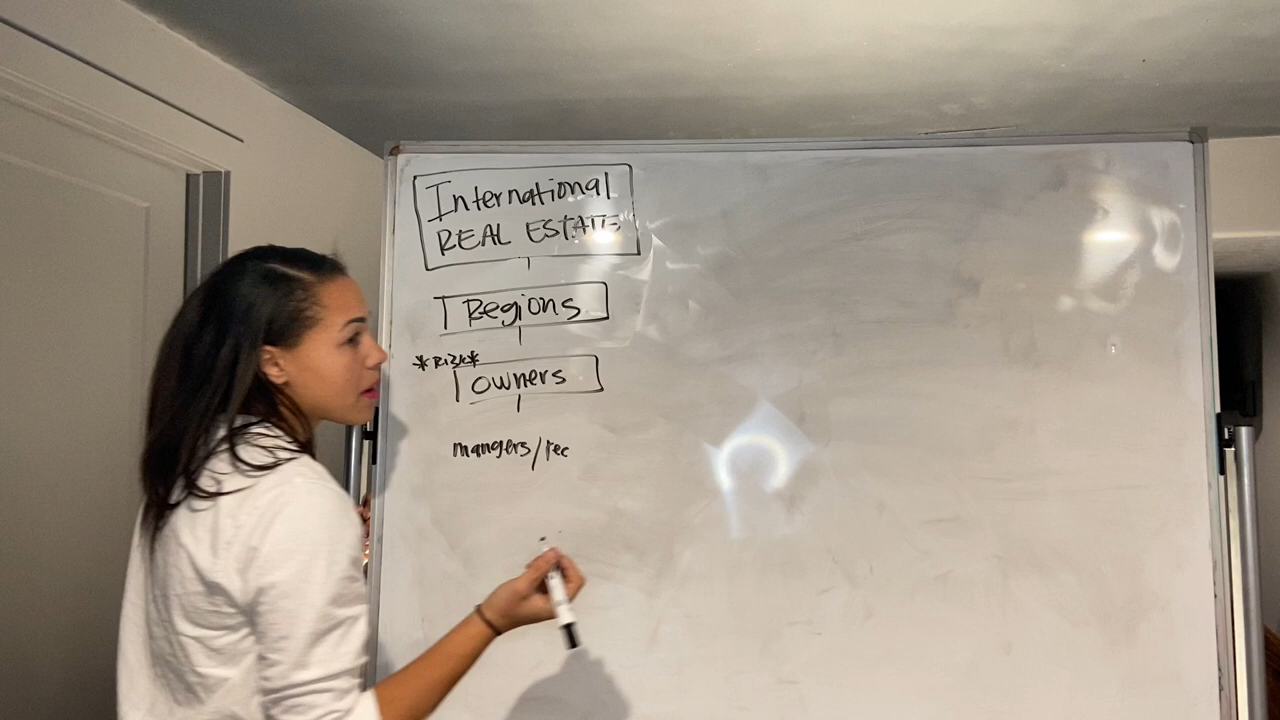 International
REAL ESTATE
Regions
*Risk*
owners
mangers/rec